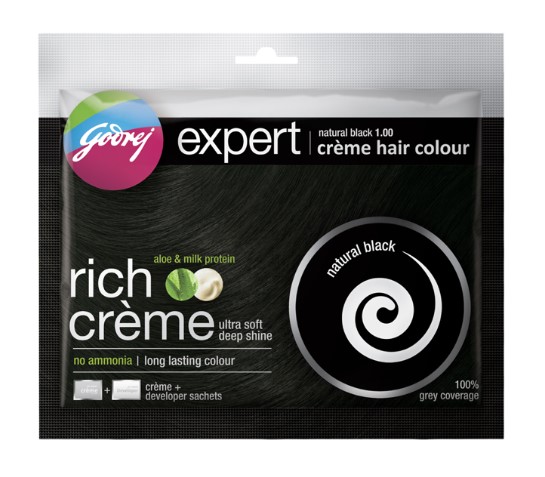 Godrej
expert
natural black 1.00
crème hair colour
natural black
aloe & milk protein
rich
crème
ultra soft
deep shine
no ammonia | long lasting colour
+
crème +
developer sachets
100%
grey coverage